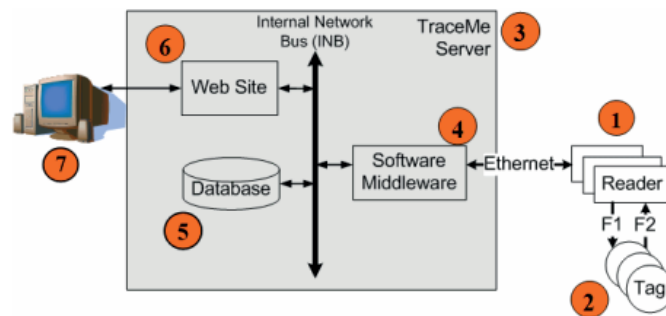 Internal Network
Bus (INB)
TraceMe
Server
3
6
Web Site
7
4
Software
Middleware
Ethernet
1
Reader
Database
5
F1
F2
2
Tag